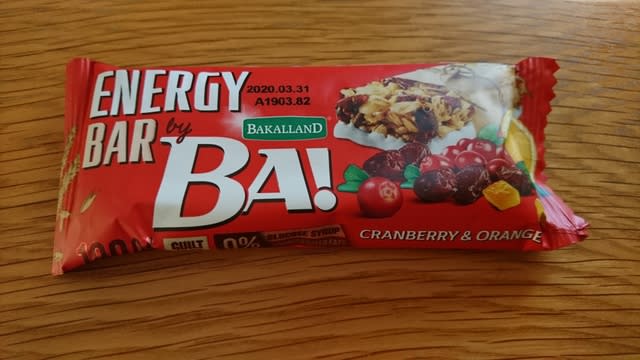 ENERGY
BAR by
BA!
2020.03.31
A1903.82
BAKALLAND
GUILT
0%
GLUCOSE SYRUP
CRANBERRY & ORANGE